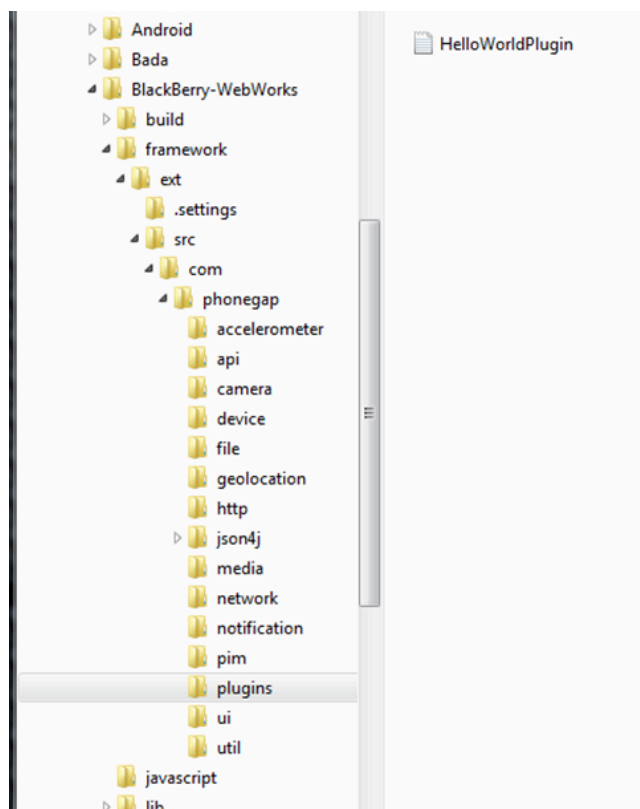 Android
Bada
BlackBerry-WebWorks
build
framework
ext
.settings
src
com
phonegap
accelerometer
api
camera
device
file
geolocation
http
json4j
media
network
notification
pim
plugins
ui
util
javascript
lib
HelloWorldPlugin